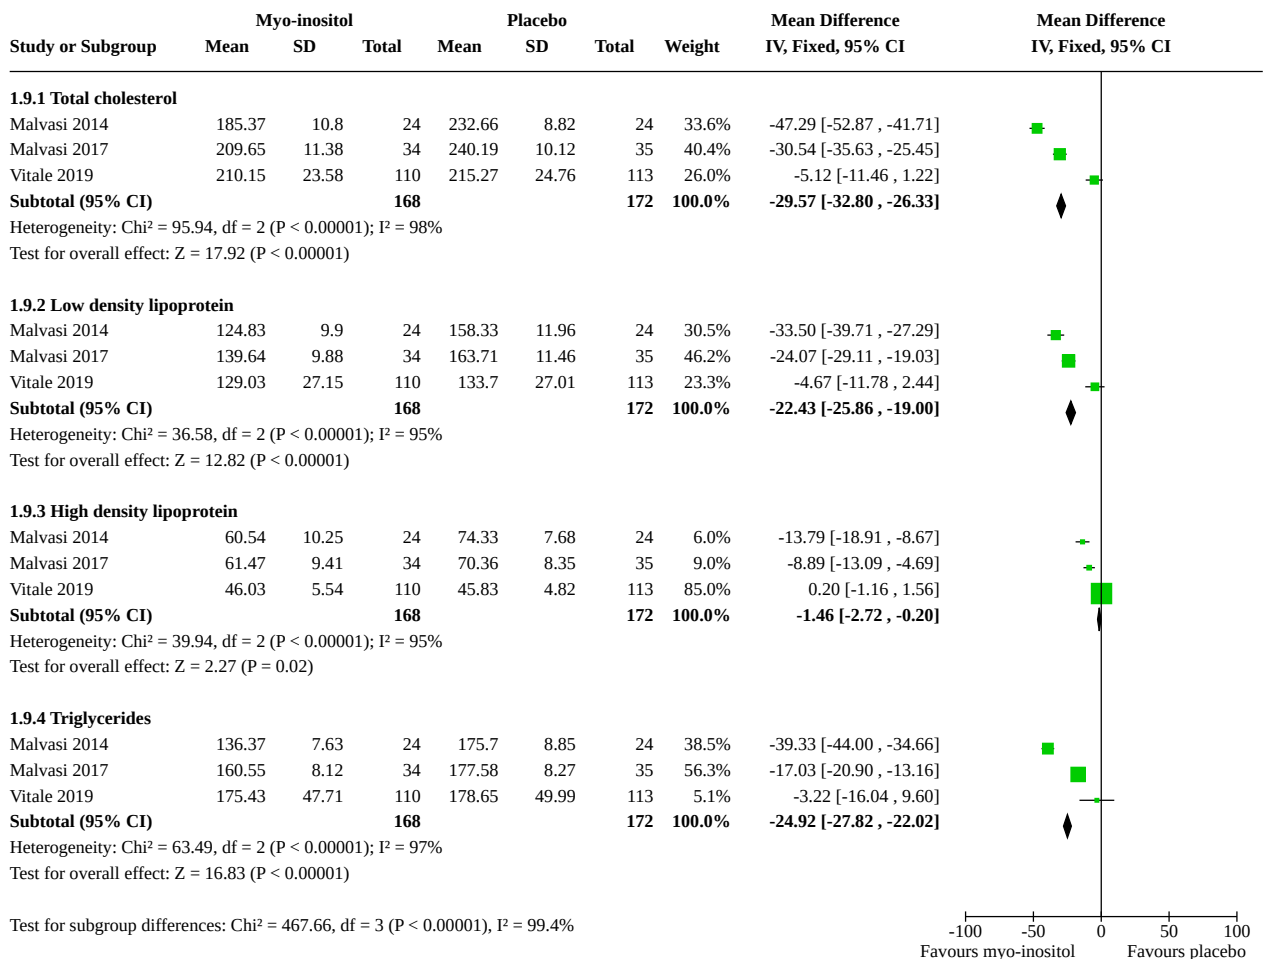 Myo-inositol Placebo Mean Difference Mean Difference
Study or Subgroup Mean SD Total Mean SD Total Weight IV, Fixed, 95% CI IV, Fixed, 95% CI
1.9.1 Total cholesterol
Malvasi 2014 185.37 10.8 24 232.66 8.82 24 33.6% -47.29 [-52.87 , -41.71]
Malvasi 2017 209.65 11.38 34 240.19 10.12 35 40.4% -30.54 [-35.63 , -25.45]
Vitale 2019 210.15 23.58 110 215.27 24.76 113 26.0% -5.12 [-11.46 , 1.22]
Subtotal (95% CI) 168 172 100.0% -29.57 [-32.80 , -26.33]
Heterogeneity: Chi² = 95.94, df = 2 (P < 0.00001); I² = 98%
Test for overall effect: Z = 17.92 (P < 0.00001)
1.9.2 Low density lipoprotein
Malvasi 2014 124.83 9.9 24 158.33 11.96 24 30.5% -33.50 [-39.71 , -27.29]
Malvasi 2017 139.64 9.88 34 163.71 11.46 35 46.2% -24.07 [-29.11 , -19.03]
Vitale 2019 129.03 27.15 110 133.7 27.01 113 23.3% -4.67 [-11.78 , 2.44]
Subtotal (95% CI) 168 172 100.0% -22.43 [-25.86 , -19.00]
Heterogeneity: Chi² = 36.58, df = 2 (P < 0.00001); I² = 95%
Test for overall effect: Z = 12.82 (P < 0.00001)
1.9.3 High density lipoprotein
Malvasi 2014 60.54 10.25 24 74.33 7.68 24 6.0% -13.79 [-18.91 , -8.67]
Malvasi 2017 61.47 9.41 34 70.36 8.35 35 9.0% -8.89 [-13.09 , -4.69]
Vitale 2019 46.03 5.54 110 45.83 4.82 113 85.0% 0.20 [-1.16 , 1.56]
Subtotal (95% CI) 168 172 100.0% -1.46 [-2.72 , -0.20]
Heterogeneity: Chi² = 39.94, df = 2 (P < 0.00001); I² = 95%
Test for overall effect: Z = 2.27 (P = 0.02)
1.9.4 Triglycerides
Malvasi 2014 136.37 7.63 24 175.7 8.85 24 38.5% -39.33 [-44.00 , -34.66]
Malvasi 2017 160.55 8.12 34 177.58 8.27 35 56.3% -17.03 [-20.90 , -13.16]
Vitale 2019 175.43 47.71 110 178.65 49.99 113 5.1% -3.22 [-16.04 , 9.60]
Subtotal (95% CI) 168 172 100.0% -24.92 [-27.82 , -22.02]
Heterogeneity: Chi² = 63.49, df = 2 (P < 0.00001); I² = 97%
Test for overall effect: Z = 16.83 (P < 0.00001)
Test for subgroup differences: Chi² = 467.66, df = 3 (P < 0.00001), I² = 99.4%
-100 -50 0 50 100
Favours myo-inositol Favours placebo